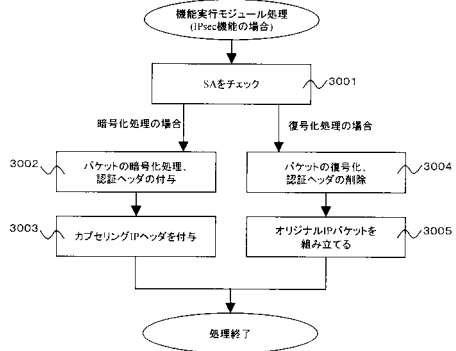 機能実行モジュール処理
(IPsec機能の場合)
SAをチェック
3001
暗号化処理の場合
復号化処理の場合
3002
パケットの暗号化処理、
認証ヘッダの付与
パケットの復号化、
認証ヘッダの削除
3004
3003
カプセリングIPヘッダを付与
オリジナルIPパケットを
組み立てる
3005
処理終了